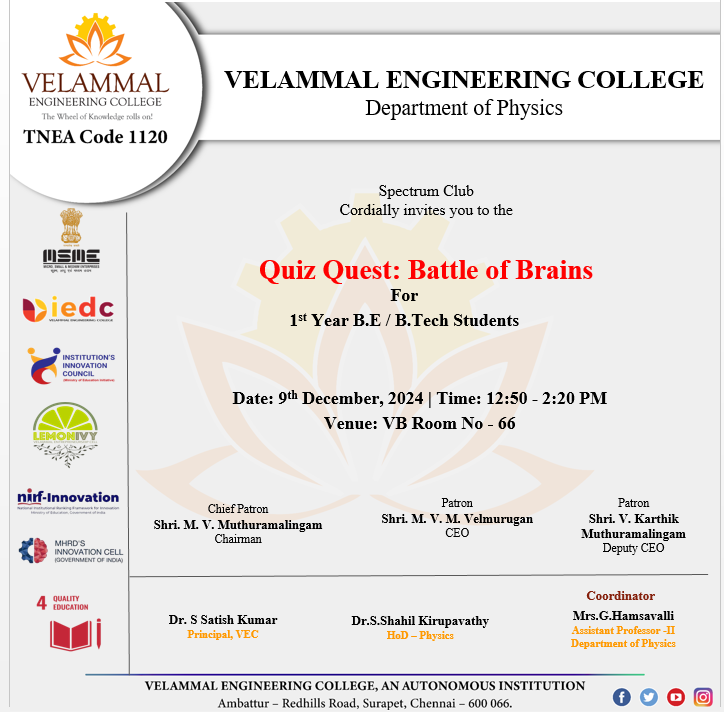 VELAMMAL
ENGINEERING COLLEGE
The Wheel of Knowledge rolls on!
TNEA Code 1120
VELAMMAL ENGINEERING COLLEGE
Department of Physics
Spectrum Club
Cordially invites you to the
Quiz Quest: Battle of Brains
For
1st Year B.E / B.Tech Students
Date: 9th December, 2024 | Time: 12:50 - 2:20 PM
Venue: VB Room No - 66
MSME
MICRO, SMALL & MEDIUM ENTERPRISES
iedc
VELAMMAL ENGINEERING COLLEGE
INSTITUTION'S
INNOVATION
COUNCIL
(Ministry of Education Initiative)
LEMONIVY
nirf-Innovation
National Institutional Ranking Framework for Innovation
Ministry of Education, Government of India
MHRD'S
INNOVATION CELL
(GOVERNMENT OF INDIA)
4 QUALITY
EDUCATION
Chief Patron
Shri. M. V. Muthuramalingam
Chairman
Patron
Shri. M. V. M. Velmurugan
CEO
Patron
Shri. V. Karthik
Muthuramalingam
Deputy CEO
Dr. S Satish Kumar
Principal, VEC
Dr.S.Shahil Kirupavathy
HoD – Physics
Coordinator
Mrs.G.Hamsavalli
Assistant Professor -II
Department of Physics
VELAMMAL ENGINEERING COLLEGE, AN AUTONOMOUS INSTITUTION
Ambattur – Redhills Road, Surapet, Chennai – 600 066.